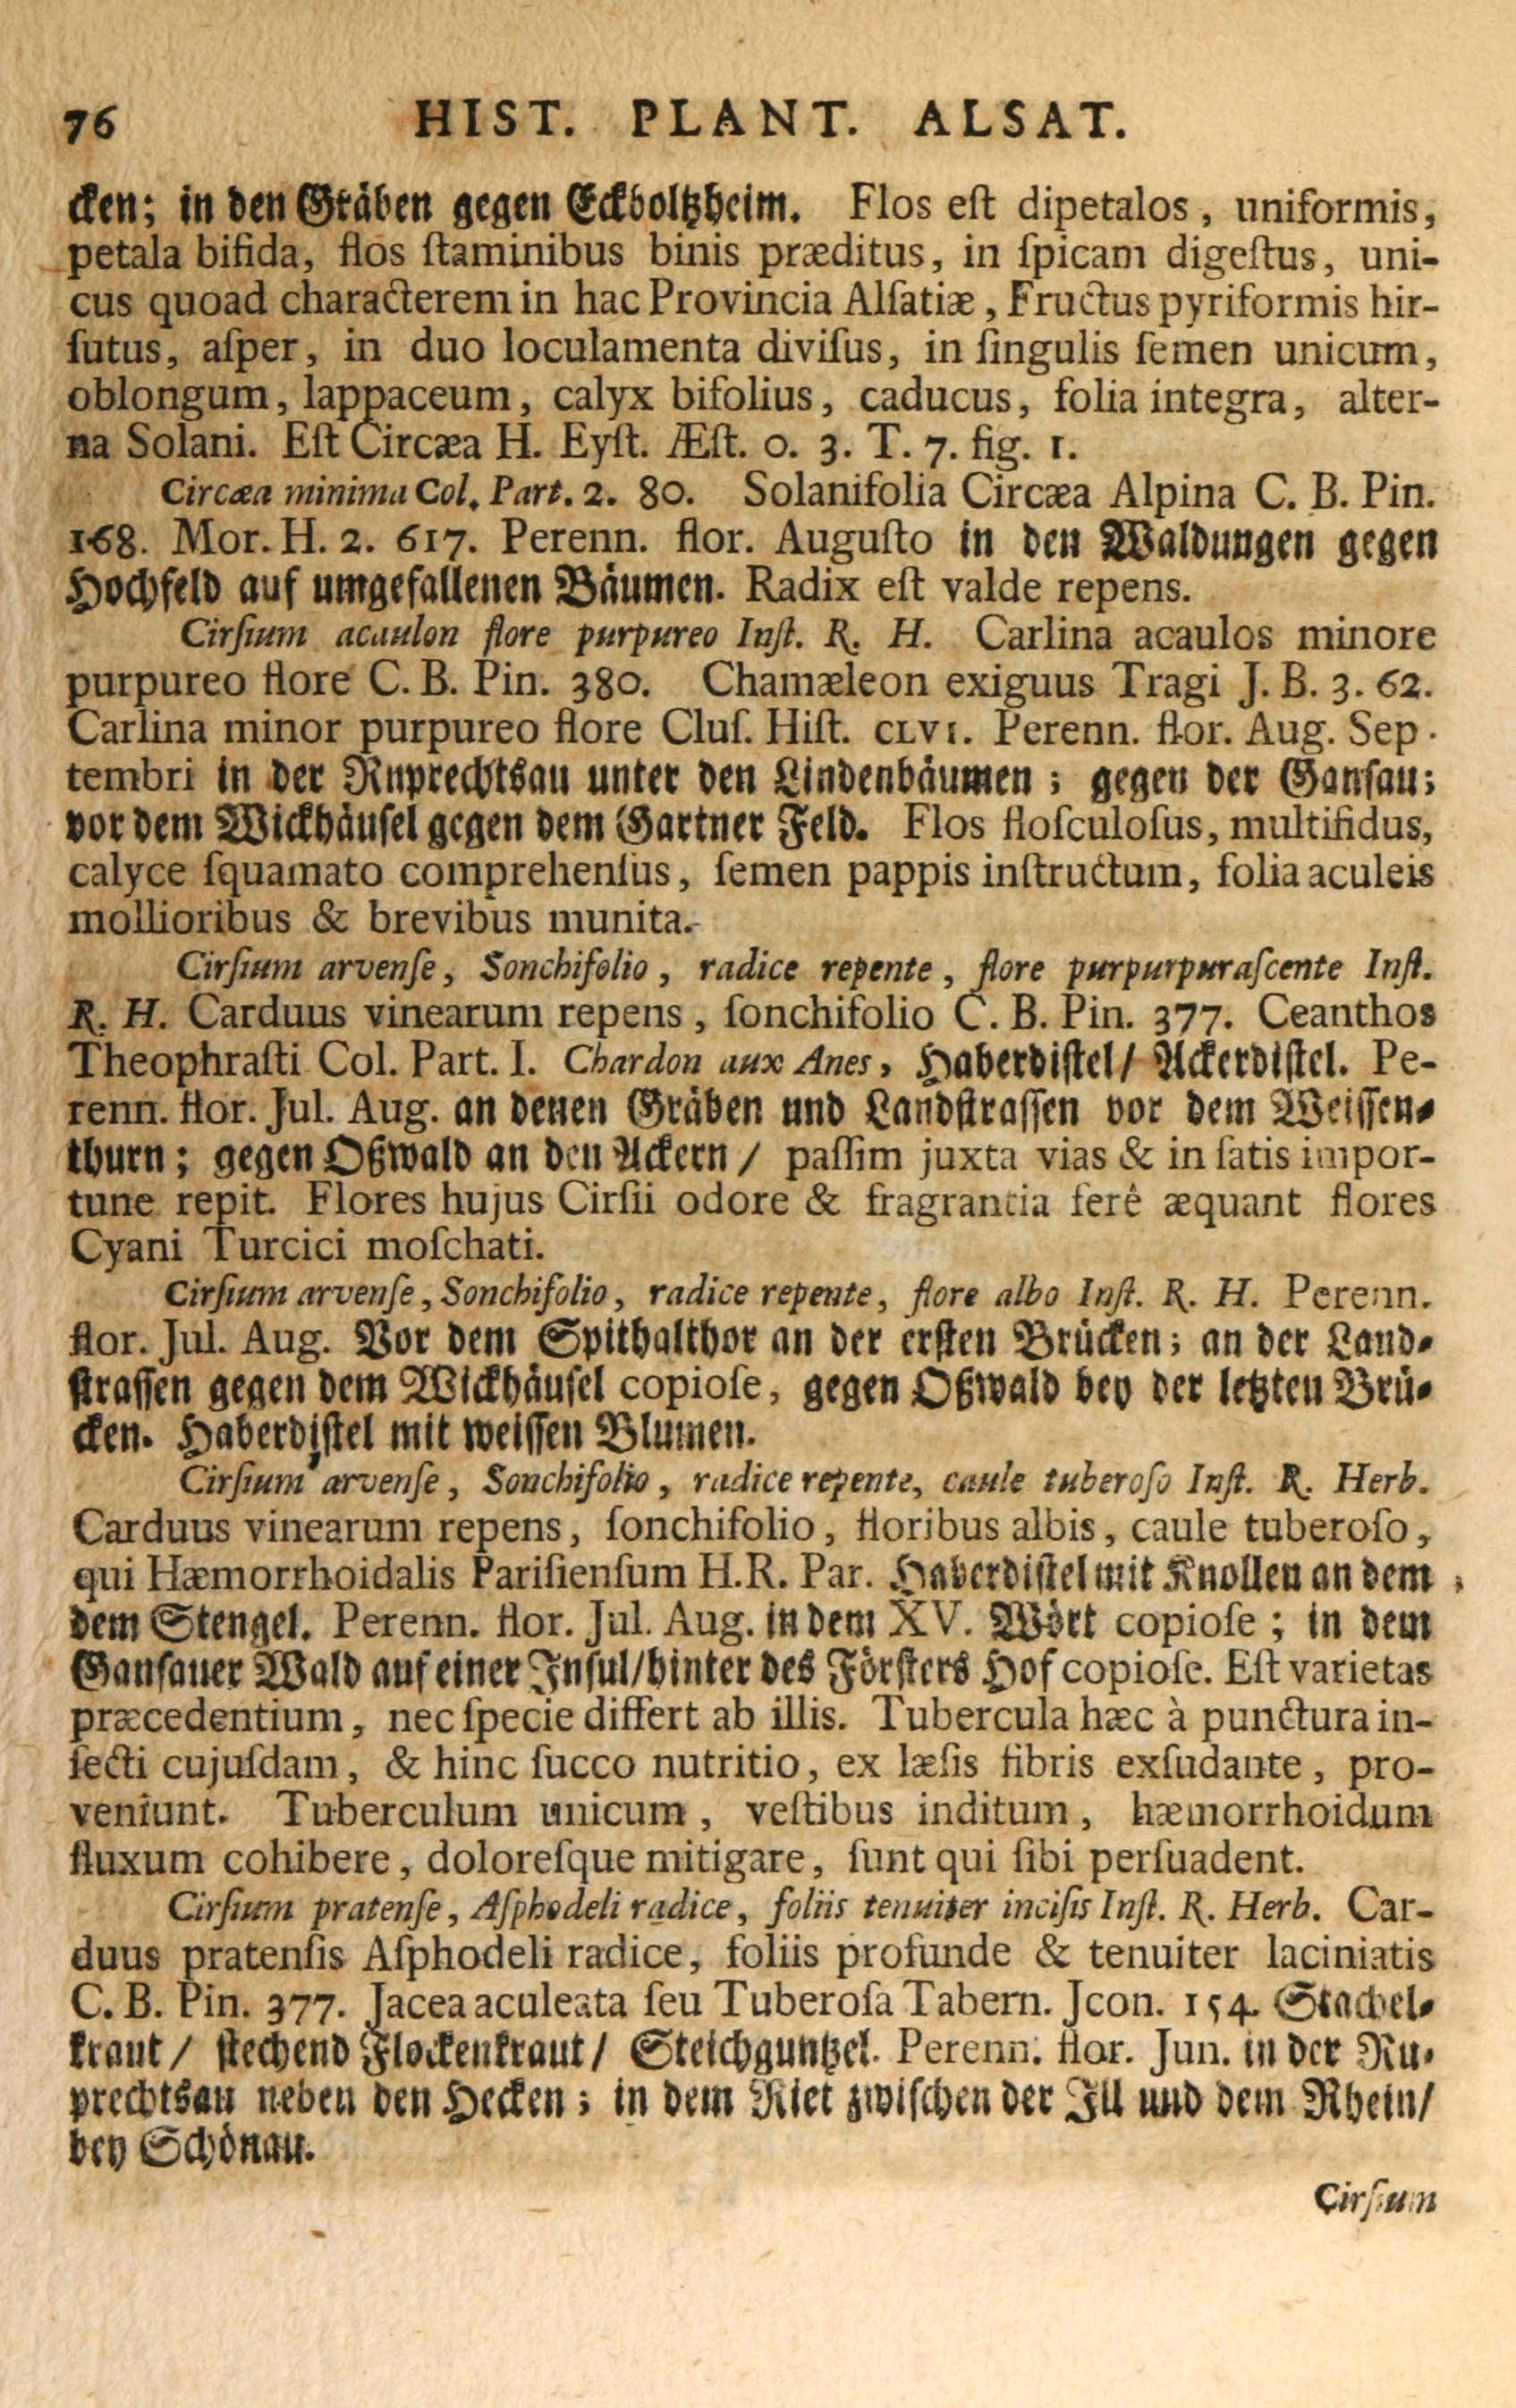 76 HIST. PLANT. ALSAT.
cken; in den Gräben gegen Eckboltzheim. Flos eſt dipetalos, uniformis,
petala bifida, flos ſtaminibus binis præditus, in ſpicam digeſtus, uni-
cus quoad characterem in hac Provincia Alſatiæ, Fructus pyriformis hir-
ſutus, aſper, in duo loculamenta diviſus, in ſingulis ſemen unicum,
oblongum, lappaceum, calyx bifolius, caducus, folia integra, alter-
na Solani. Eſt Circæa H. Eyſt. Æſt. o. 3. T. 7. fig. 1.
Circæa minima Col. Part. 2. 80. Solanifolia Circæa Alpina C. B. Pin.
168. Mor. H. 2. 617. Perenn. flor. Auguſto in den Waldungen gegen
Hochfeld auf umgefallenen Bäumen. Radix eſt valde repens.
Cirſium acaulon flore purpureo Inſt. R. H. Carlina acaulos minore
purpureo flore C. B. Pin. 380. Chamæleon exiguus Tragi J. B. 3. 62.
Carlina minor purpureo flore Cluſ. Hiſt. CLVI. Perenn. flor. Aug. Sep-
tembri in der Ruprechtsau unter den Lindenbäumen; gegen der Ganſau;
vor dem Wickhäuſel gegen dem Gartner Feld. Flos floſculoſus, multifidus,
calyce ſquamato comprehenſus, ſemen pappis inſtructum, folia aculeis
mollioribus & brevibus munita.
Cirſium arvenſe, Sonchifolio, radice repente, flore purpurpuraſcente Inſt.
R. H. Carduus vinearum repens, ſonchifolio C. B. Pin. 377. Ceanthos
Theophraſti Col. Part. I. Chardon aux Anes, Haberdiſtel/ Ackerdiſtel. Pe-
renn. flor. Jul. Aug. an denen Gräben und Landſtraſſen vor dem Weiſſen-
thurn; gegen Oßwald an den Ackern/ paſſim juxta vias & in ſatis impor-
tune repit. Flores hujus Cirſii odore & fragrantia ferê æquant flores
Cyani Turcici moſchati.
Cirſium arvenſe, Sonchifolio, radice repente, flore albo Inſt. R. H. Perenn.
flor. Jul. Aug. Vor dem Spithalthor an der erſten Brücken; an der Land-
ſtraſſen gegen dem Wickhäuſel copioſe, gegen Oßwald bey der letzten Brü-
cken. Haberdiſtel mit weiſſen Blumen.
Cirſium arvenſe, Sonchifolio, radice repente, caule tuberoſo Inſt. R. Herb.
Carduus vinearum repens, ſonchifolio, floribus albis, caule tuberoſo,
qui Hæmorrhoidalis Pariſienſum H.R. Par. Haberdiſtel mit Knollen an dem
dem Stengel. Perenn. flor. Jul. Aug. in dem XV. Wört copioſe; in dem
Ganſauer Wald auf einer Inſul/hinter des Förſters Hof copioſe. Eſt varietas
præcedentium, nec ſpecie differt ab illis. Tubercula hæc à punctura in-
ſecti cujuſdam, & hinc ſucco nutritio, ex læſis fibris exſudante, pro-
veniunt. Tuberculum unicum, veſtibus inditum, hæmorrhoidum
fluxum cohibere, doloreſque mitigare, ſunt qui ſibi perſuadent.
Cirſium pratenſe, Aſphodeli radice, foliis tenuiter inciſis Inſt. R. Herb. Car-
duus pratenſis Aſphodeli radice, foliis profunde & tenuiter laciniatis
C. B. Pin. 377. Jacea aculeata ſeu Tuberoſa Tabern. Jcon. 154. Stachel-
kraut/ ſtechend Flockenkraut/ Steichguntzel. Perenn. flor. Jun. in der Ru-
prechtsau neben den Hecken; in dem Riet zwiſchen der Ill und dem Rhein/
bey Schönau.
Cirſium